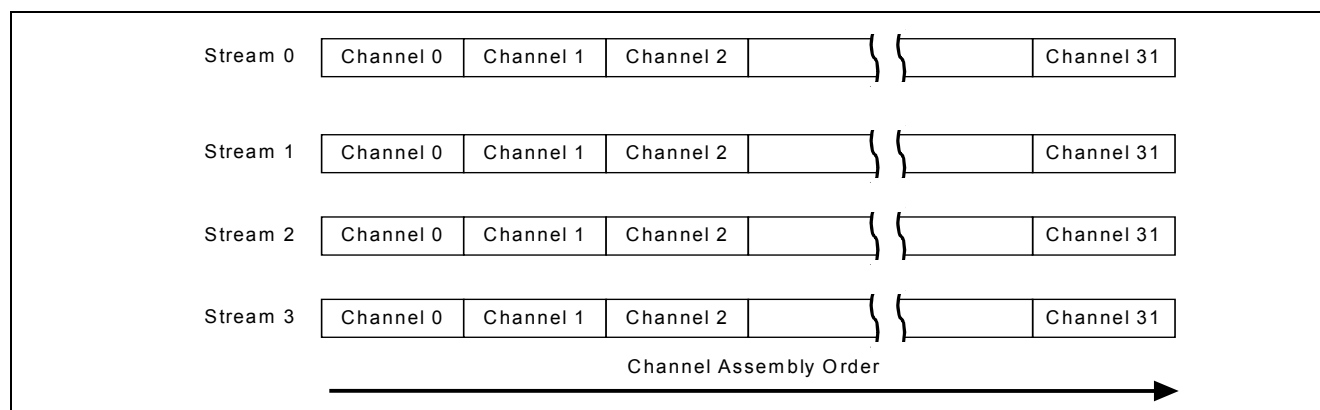 Stream 0 Channel 0 Channel 1 Channel 2 Channel 31
Stream 1 Channel 0 Channel 1 Channel 2 Channel 31
Stream 2 Channel 0 Channel 1 Channel 2 Channel 31
Stream 3 Channel 0 Channel 1 Channel 2 Channel 31
Channel Assembly Order